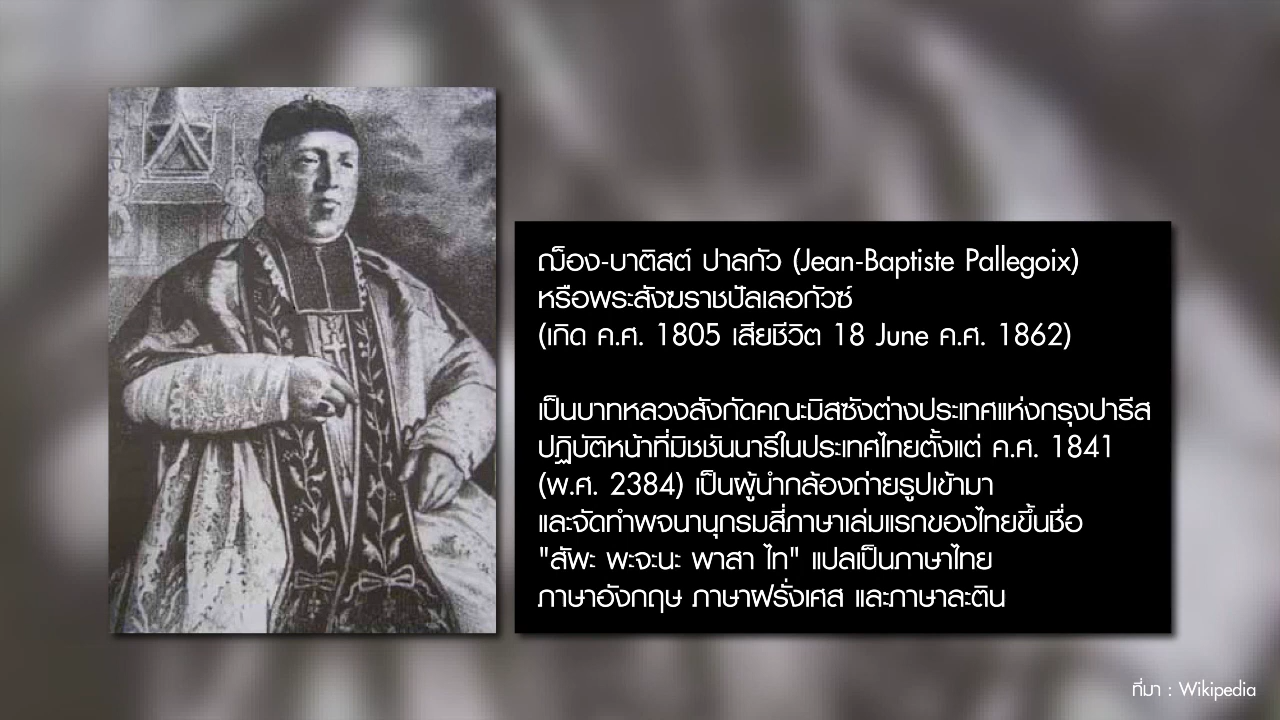 ฌ็อง-บาติสต์ ปาลกัว (Jean-Baptiste Pallegoix)
หรือพระสังฆราชปัลเลอกัวซ์
(เกิด ค.ศ. 1805 เสียชีวิต 18 June ค.ศ. 1862)
เป็นบาทหลวงสังกัดคณะมิสซังต่างประเทศแห่งกรุงปารีส
ปฏิบัติหน้าที่มิชชันนารีในประเทศไทยตั้งแต่ ค.ศ. 1841
(พ.ศ. 2384) เป็นผู้นำกล้องถ่ายรูปเข้ามา
และจัดทำพจนานุกรมสี่ภาษาเล่มแรกของไทยขึ้นชื่อ
"สัพะ พะจะนะ พาสา ไท" แปลเป็นภาษาไทย
ภาษาอังกฤษ ภาษาฝรั่งเศส และภาษาละติน
ที่มา : Wikipedia